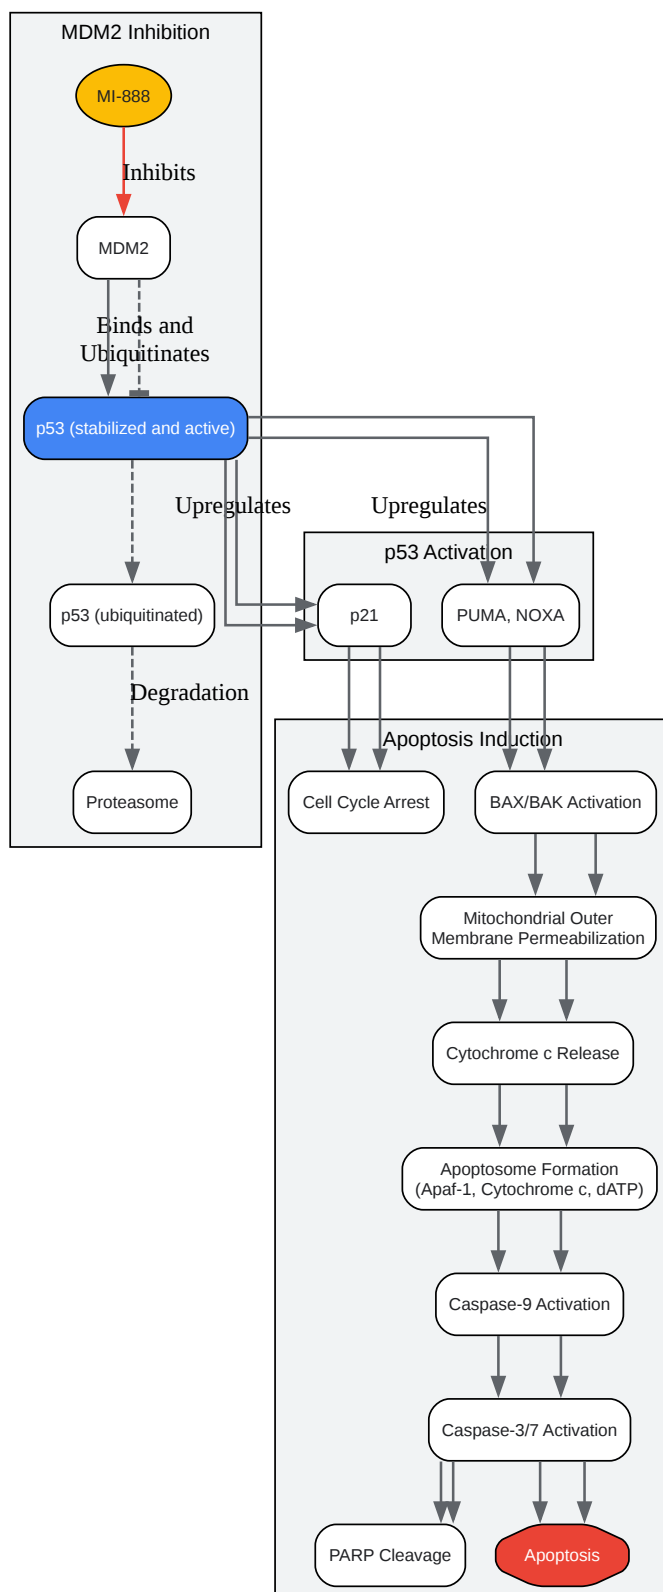 MDM2 Inhibition
MI-888
Inhibits
MDM2
Binds and
Ubiquitinates
p53 (stabilized and active)
Upregulates
Upregulates
p53 Activation
p53 (ubiquitinated)
p21
PUMA, NOXA
Degradation
Apoptosis Induction
Proteasome
Cell Cycle Arrest
BAX/BAK Activation
Mitochondrial Outer
Membrane Permeabilization
Cytochrome c Release
Apoptosome Formation
(Apaf-1, Cytochrome c, dATP)
Caspase-9 Activation
Caspase-3/7 Activation
PARP Cleavage
Apoptosis